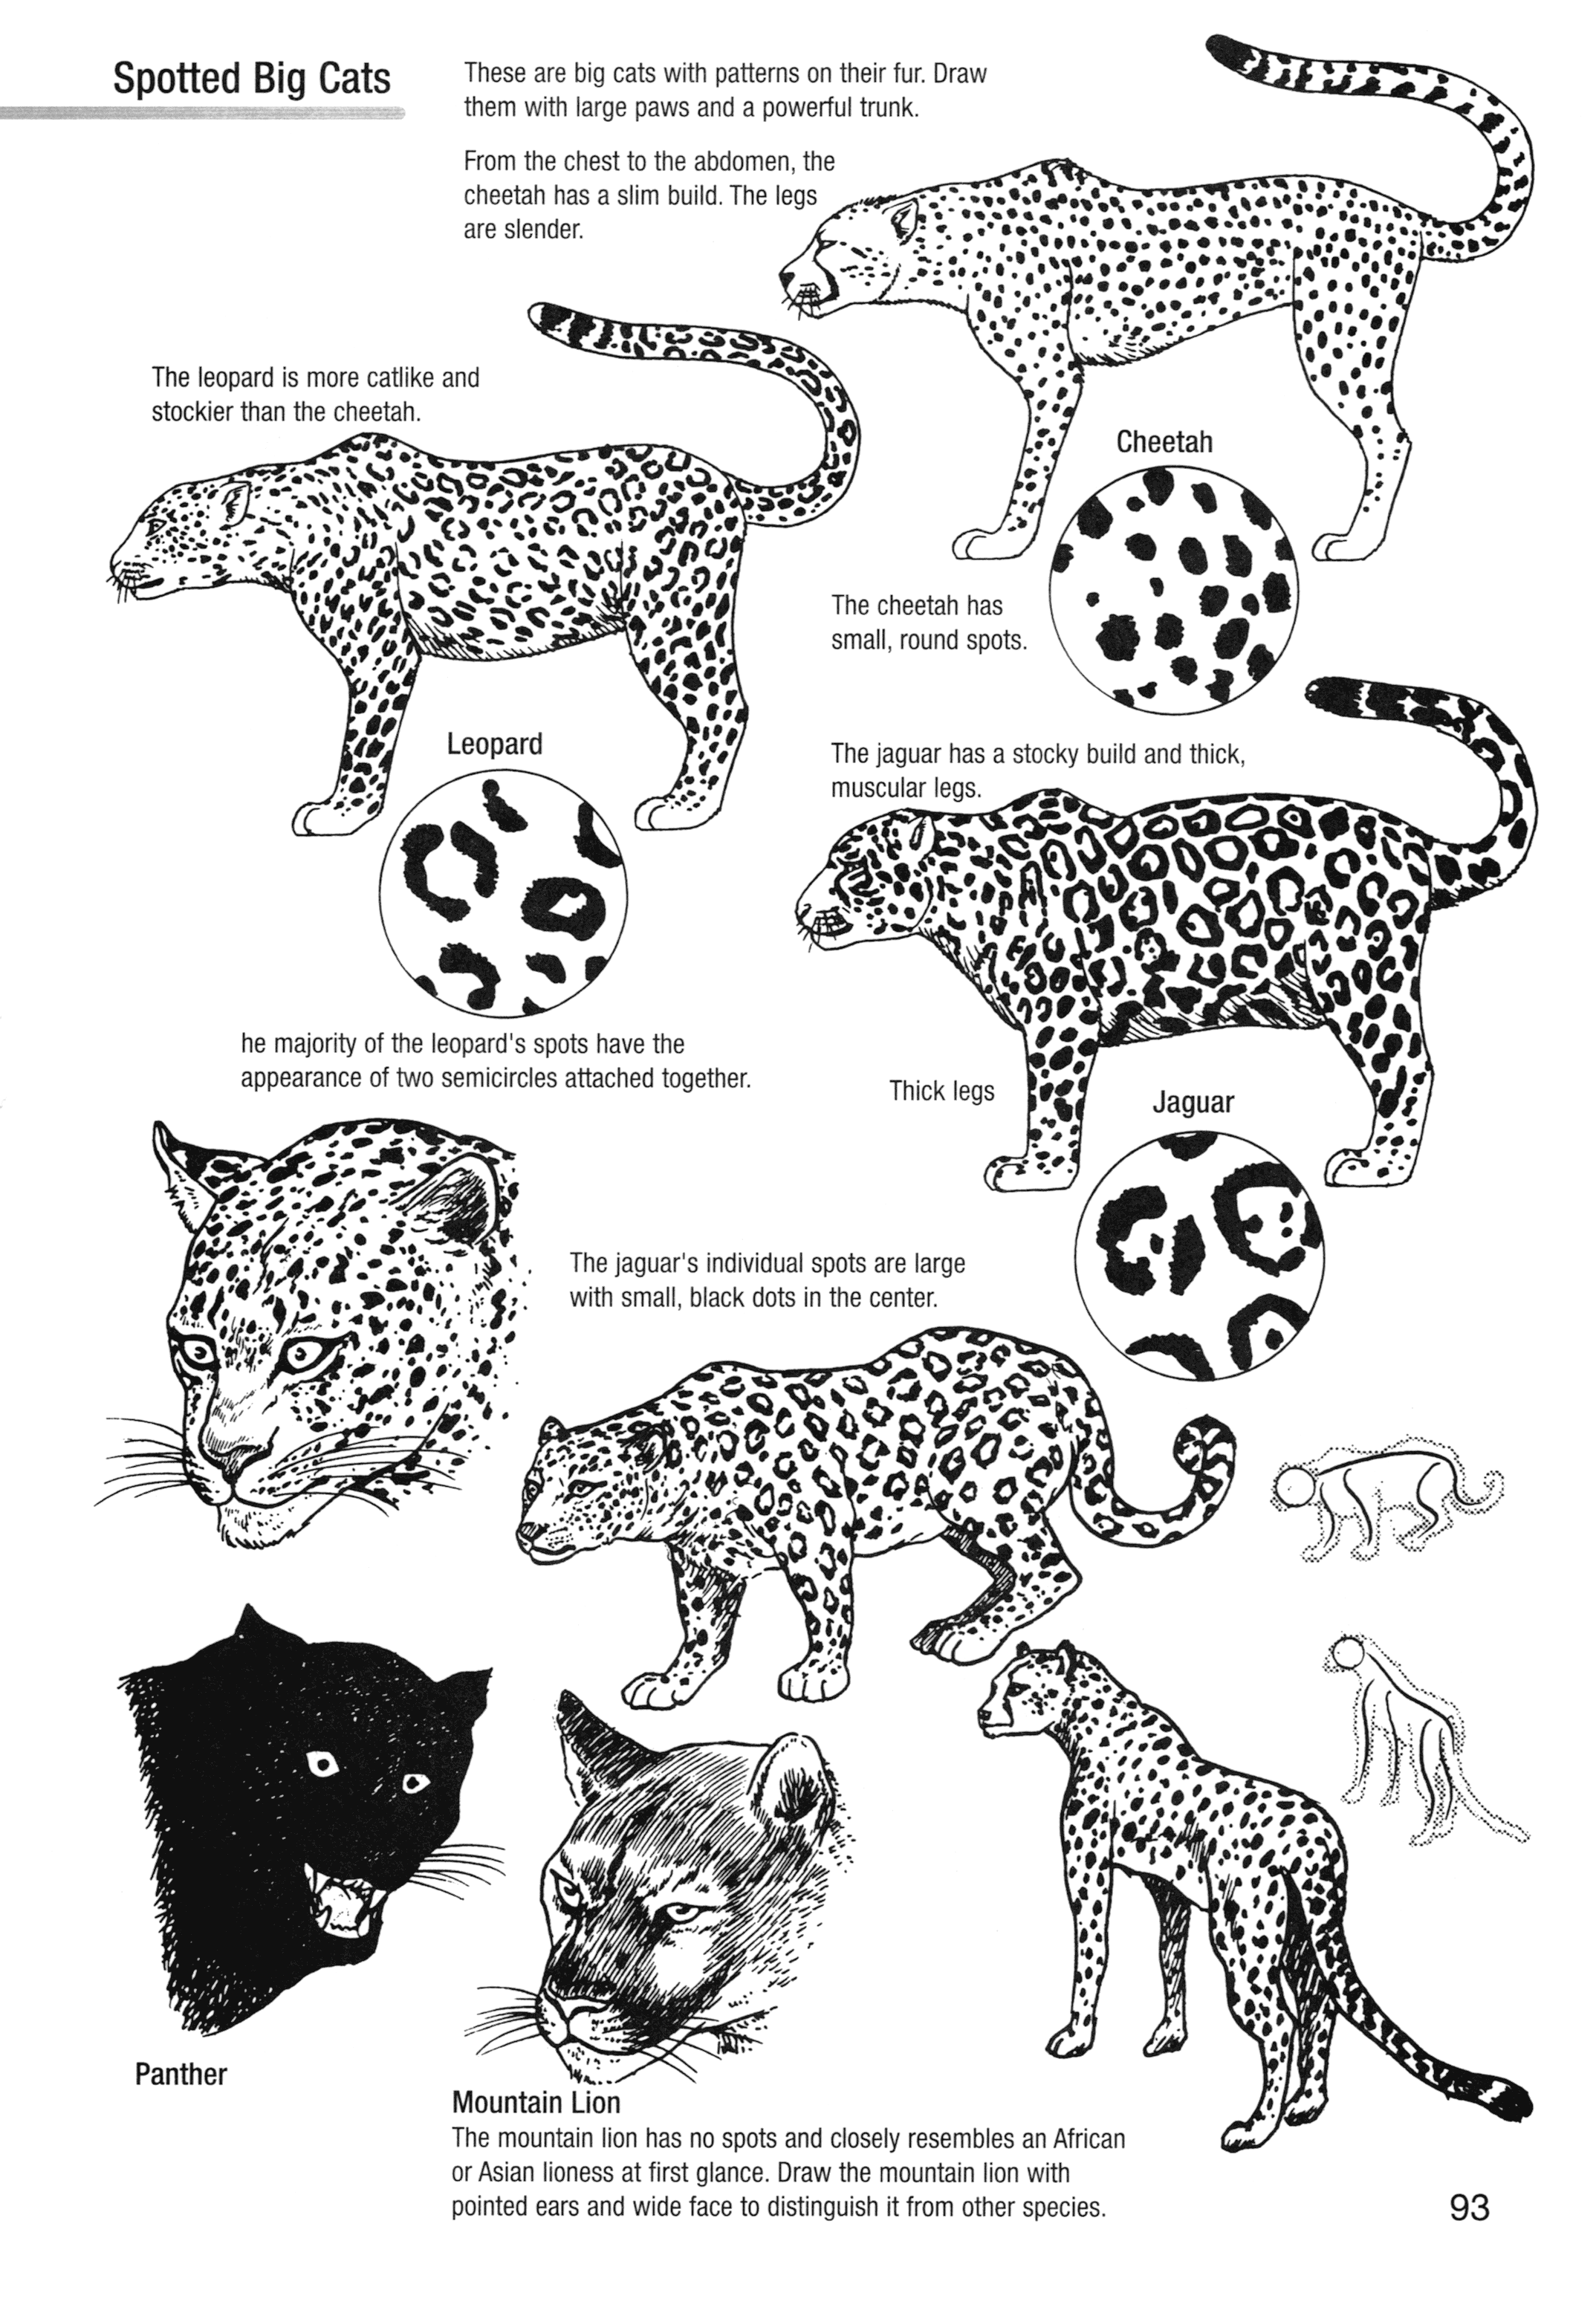 Spotted Big Cats
These are big cats with patterns on their fur. Draw
them with large paws and a powerful trunk.
From the chest to the abdomen, the
cheetah has a slim build. The legs
are slender.
The leopard is more catlike and
stockier than the cheetah.
Cheetah
The cheetah has
small, round spots.
Leopard
The jaguar has a stocky build and thick,
muscular legs.
he majority of the leopard's spots have the
appearance of two semicircles attached together.
Thick legs
Jaguar
The jaguar's individual spots are large
with small, black dots in the center.
Panther
Mountain Lion
The mountain lion has no spots and closely resembles an African
or Asian lioness at first glance. Draw the mountain lion with
pointed ears and wide face to distinguish it from other species.
93